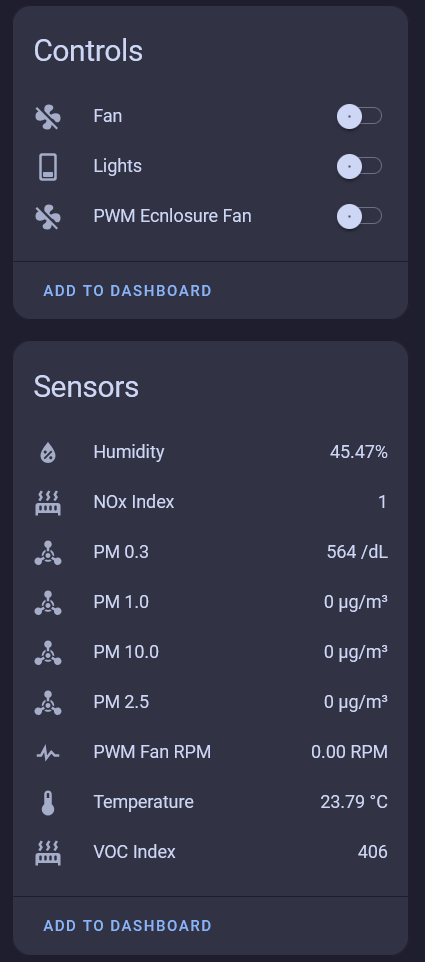 Controls
Fan
Lights
PWM Ecnlosure Fan
ADD TO DASHBOARD
Sensors
Humidity 45.47%
NOx Index 1
PM 0.3 564 /dL
PM 1.0 0 µg/m³
PM 10.0 0 µg/m³
PM 2.5 0 µg/m³
PWM Fan RPM 0.00 RPM
Temperature 23.79 °C
VOC Index 406
ADD TO DASHBOARD